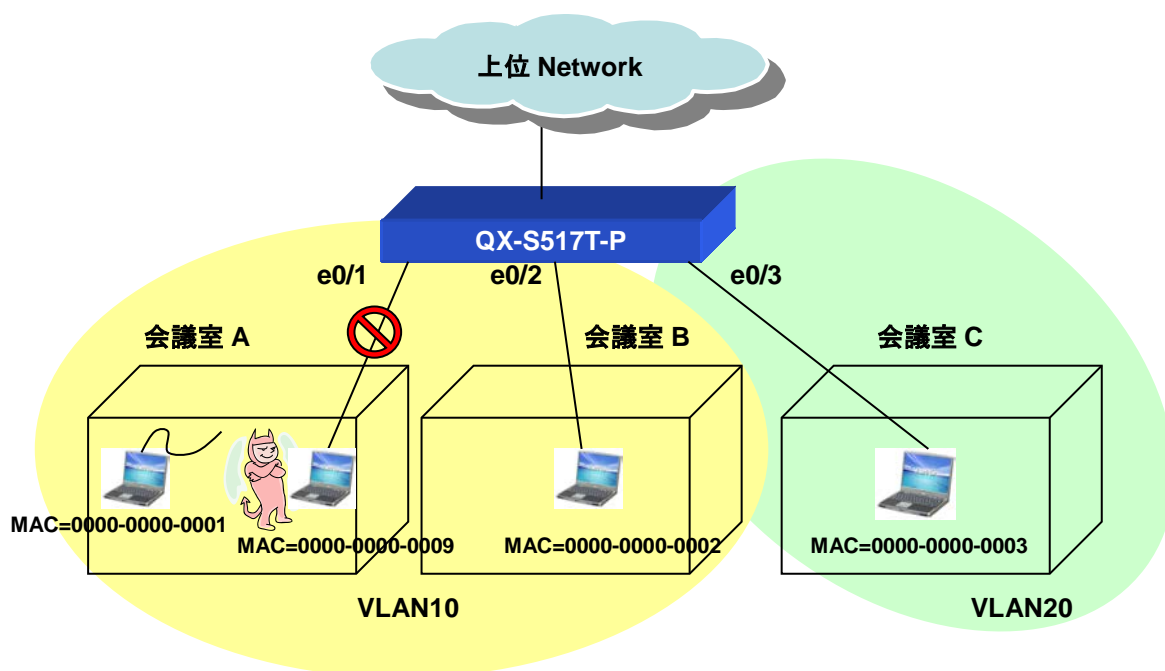 上位 Network
QX-S517T-P
e0/1
e0/2
e0/3
会議室 A
会議室 B
会議室 C
MAC=0000-0000-0001
MAC=0000-0000-0009
MAC=0000-0000-0002
MAC=0000-0000-0003
VLAN10
VLAN20